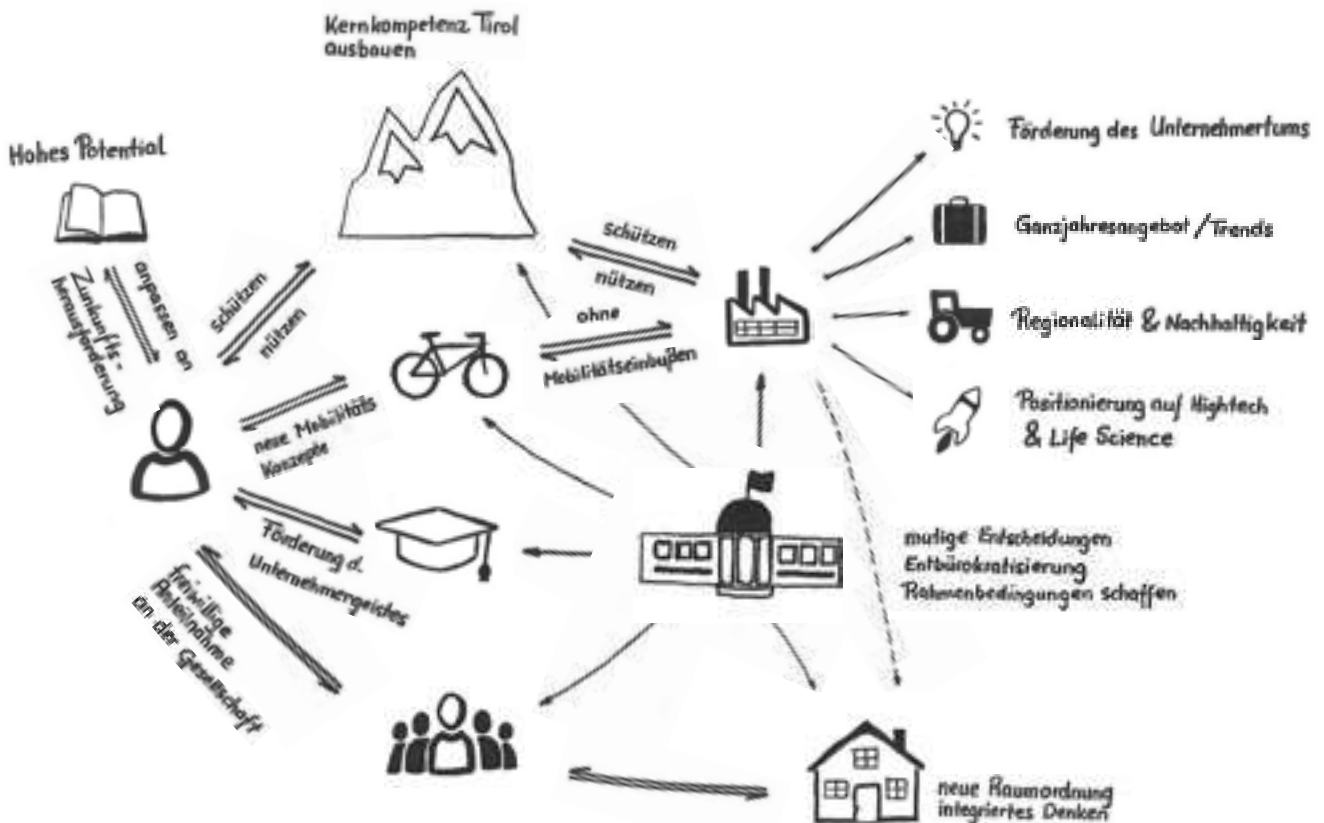 Kernkompetenz Tirol
ausbauen
Hohes Potential
Förderung des Unternehmertums
Ganzjahresangebot / Trends
Regionalität & Nachhaltigkeit
Positionierung auf Hightech
& Life Science
anpassen an
Zunkunfts-
herausforderung
schützen
nützen
schützen
nützen
ohne
Mobilitätseinbußen
neue Mobilitäts
Konzepte
Förderung d.
Unternehmergeistes
freiwillige
Anteilnahme
an der Gesellschaft
mutige Entscheidungen
Entbürokratisierung
Rahmenbedingungen schaffen
neue Raumordnung
integriertes Denken